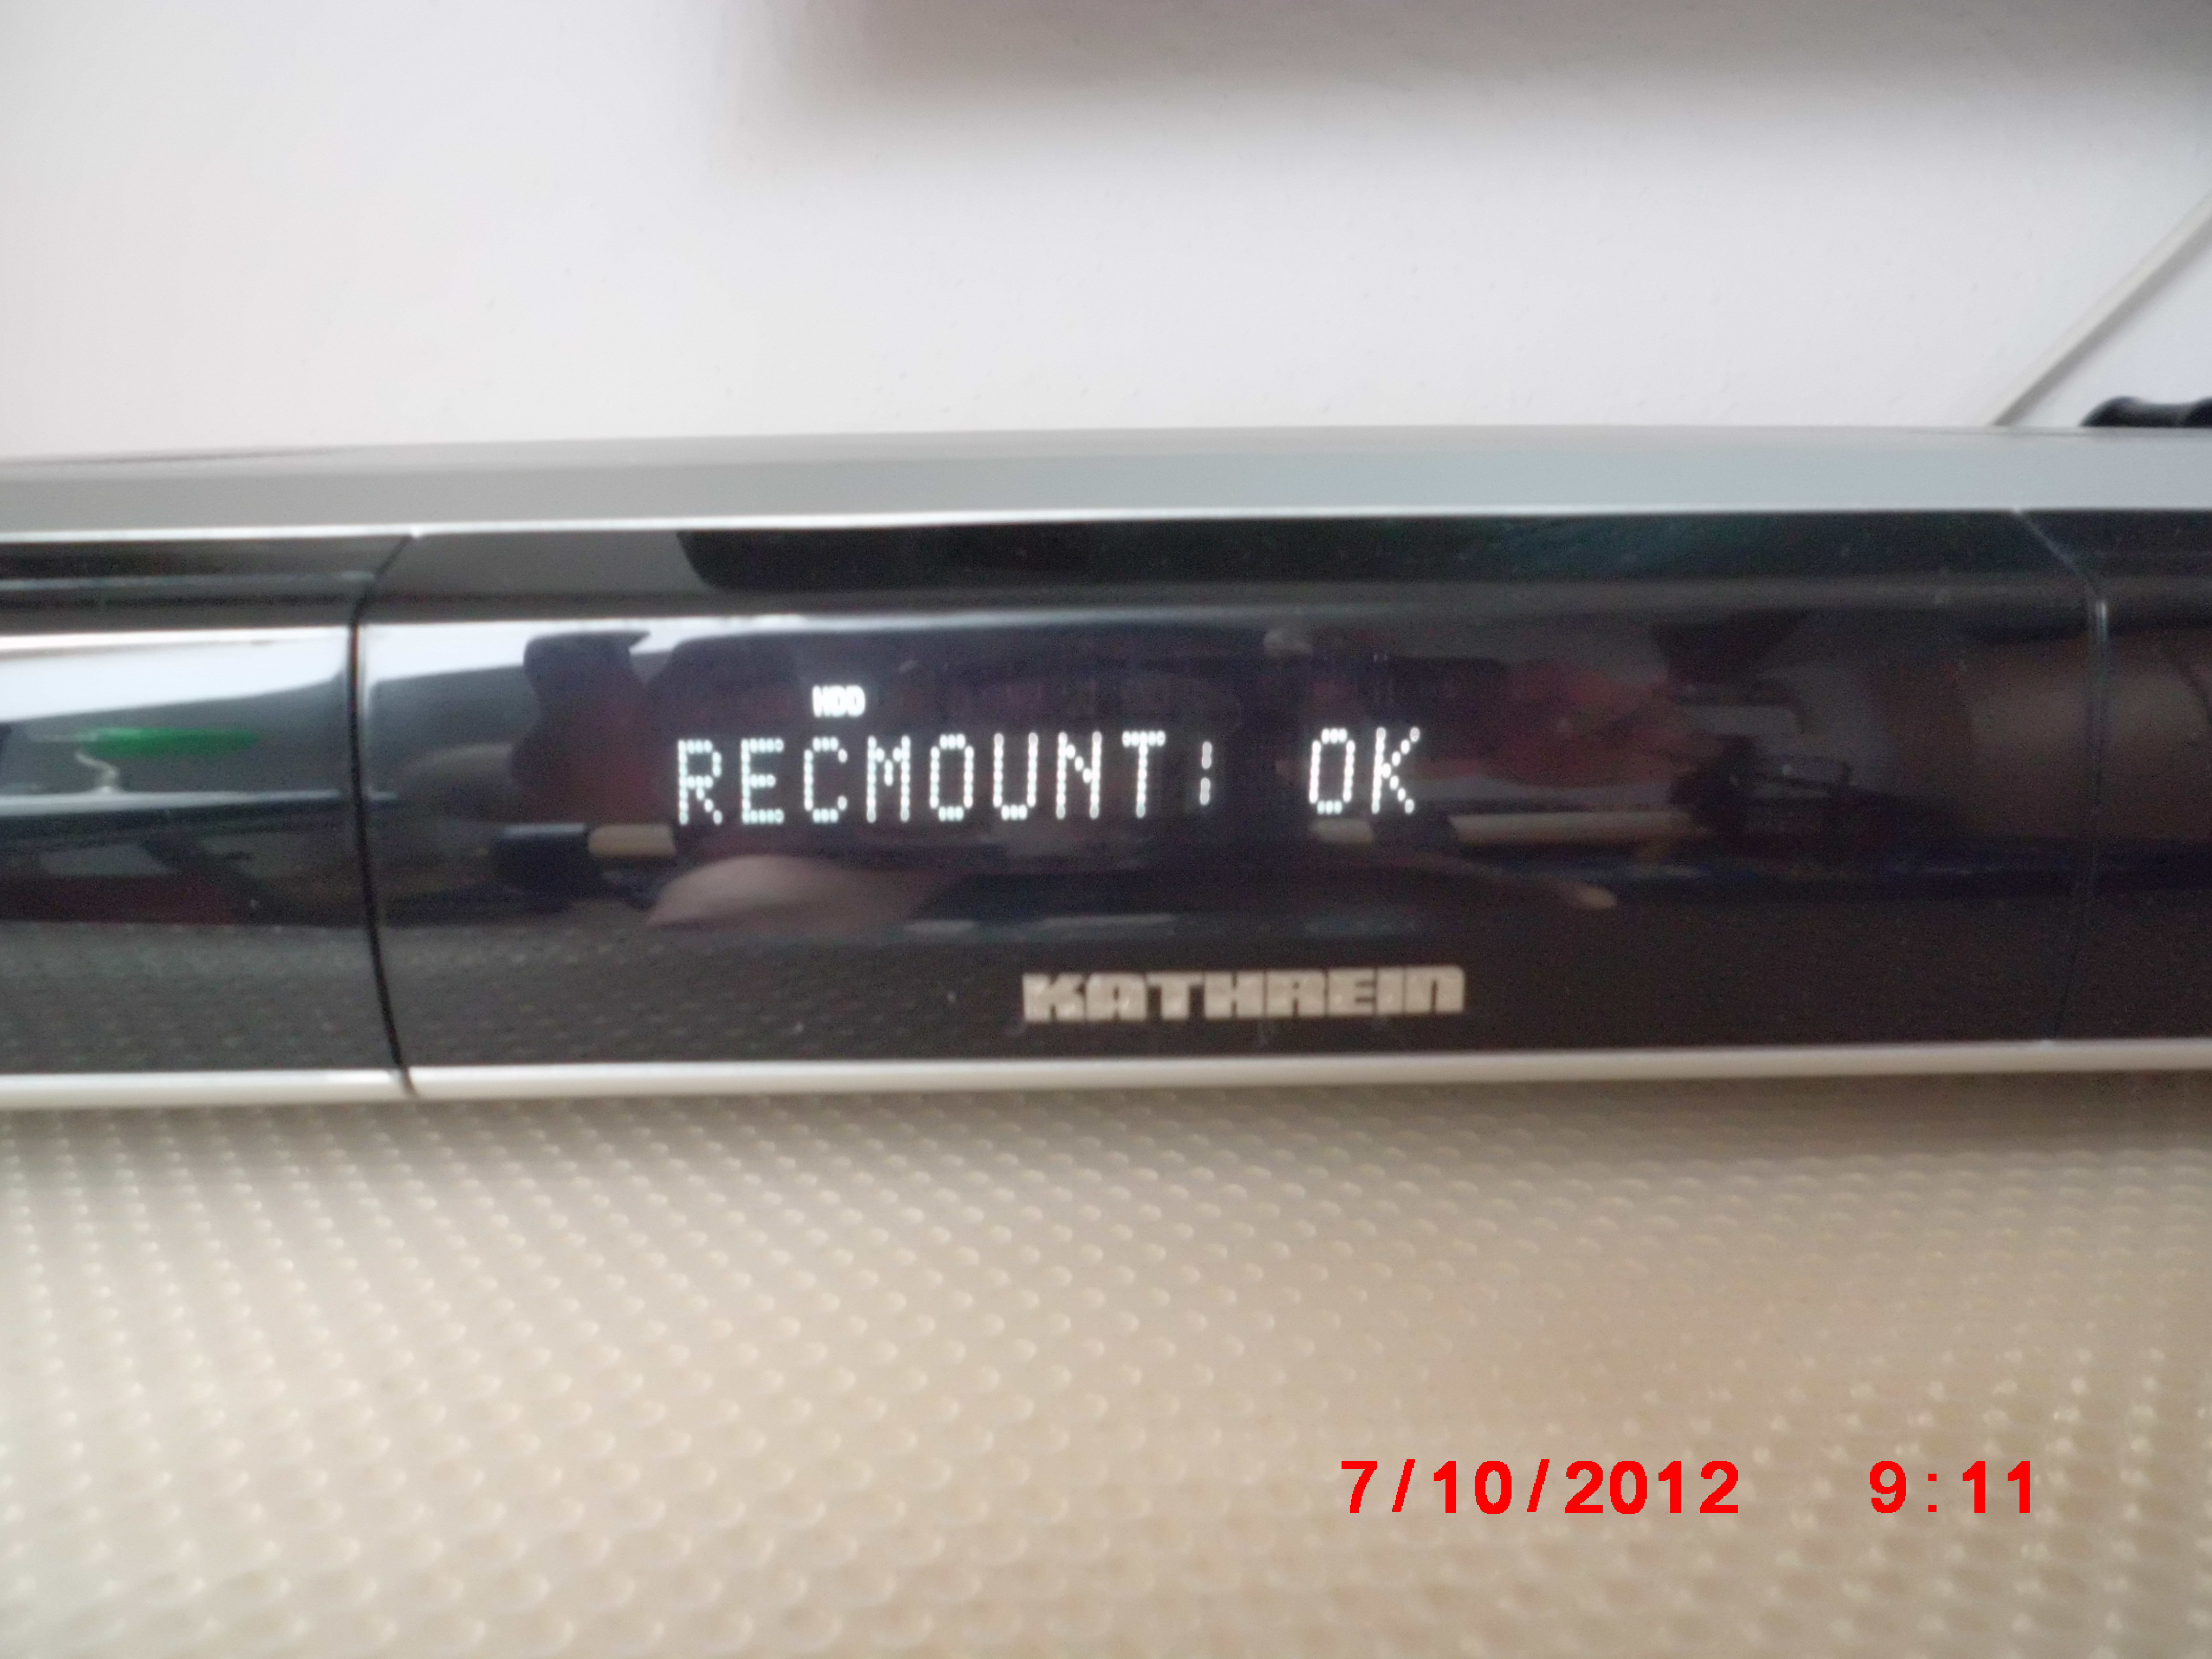 HDD
RECMOUNT: OK
KATHREIN
7/10/2012 9:11